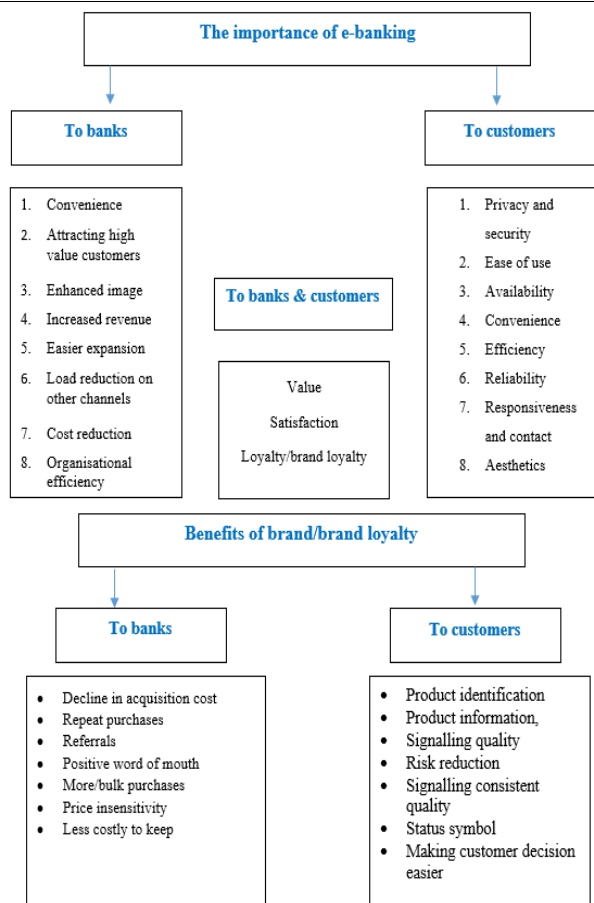 The importance of e-banking
To banks
To customers
1. Convenience
2. Attracting high
value customers
3. Enhanced image
4. Increased revenue
5. Easier expansion
6. Load reduction on
other channels
7. Cost reduction
8. Organisational
efficiency
To banks & customers
Value
Satisfaction
Loyalty/brand loyalty
1. Privacy and
security
2. Ease of use
3. Availability
4. Convenience
5. Efficiency
6. Reliability
7. Responsiveness
and contact
8. Aesthetics
Benefits of brand/brand loyalty
To banks
To customers
• Decline in acquisition cost
• Repeat purchases
• Referrals
• Positive word of mouth
• More/bulk purchases
• Price insensitivity
• Less costly to keep
• Product identification
• Product information,
• Signalling quality
• Risk reduction
• Signalling consistent
quality
• Status symbol
• Making customer decision
easier